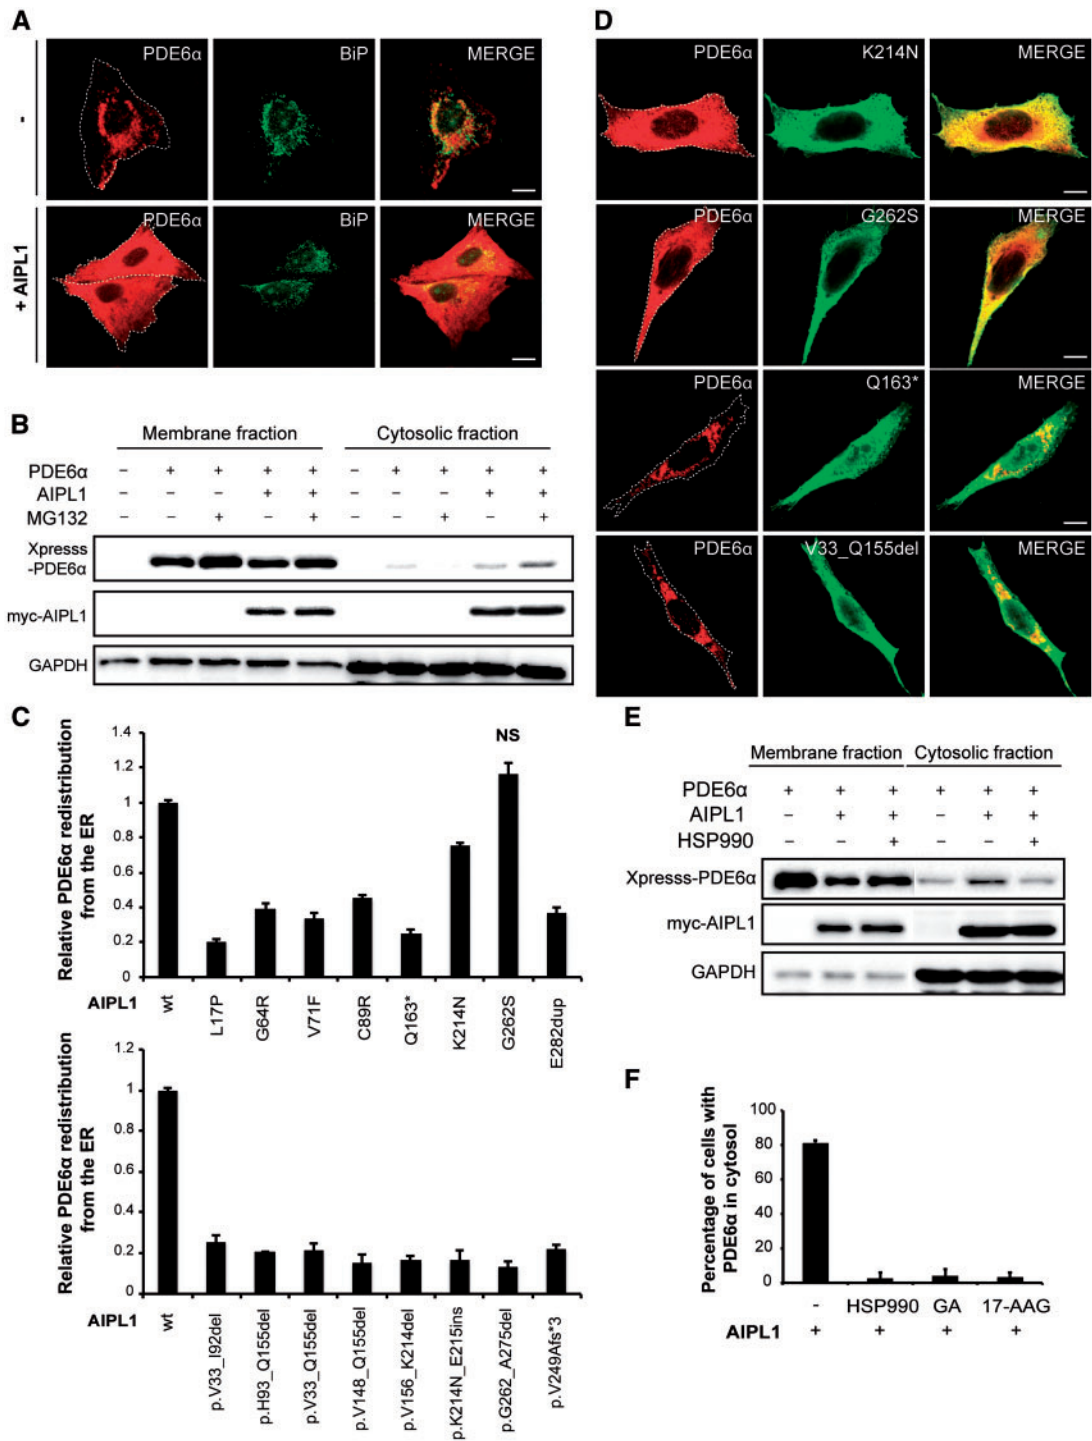 A
PDE6α BiP MERGE
-
PDE6α BiP MERGE
+ AIPL1
B
Membrane fraction Cytosolic fraction
PDE6α – + + + + – + + + +
AIPL1 – – – + + – – – + +
MG132 – – + – + – – + – +
Xpresss
-PDE6α
myc-AIPL1
GAPDH
C
Relative PDE6α redistribution
from the ER
1.4
1.2
1
0.8
0.6
0.4
0.2
0
NS
AIPL1 wt L17P G64R V71F C89R Q163* K214N G262S E282dup
Relative PDE6α redistribution
from the ER
1.2
1
0.8
0.6
0.4
0.2
0
AIPL1 wt p.V33_I92del p.H93_Q155del p.V33_Q155del p.V148_Q155del p.V156_K214del p.K214N_E215ins p.G262_A275del p.V249Afs*3
D
PDE6α K214N MERGE
PDE6α G262S MERGE
PDE6α Q163* MERGE
PDE6α V33_Q155del MERGE
E
Membrane fraction Cytosolic fraction
PDE6α + + + + + +
AIPL1 – + + – + +
HSP990 – – + – – +
Xpresss-PDE6α
myc-AIPL1
GAPDH
F
Percentage of cells with
PDE6α in cytosol
100
80
60
40
20
0
- HSP990 GA 17-AAG
AIPL1 + + + +